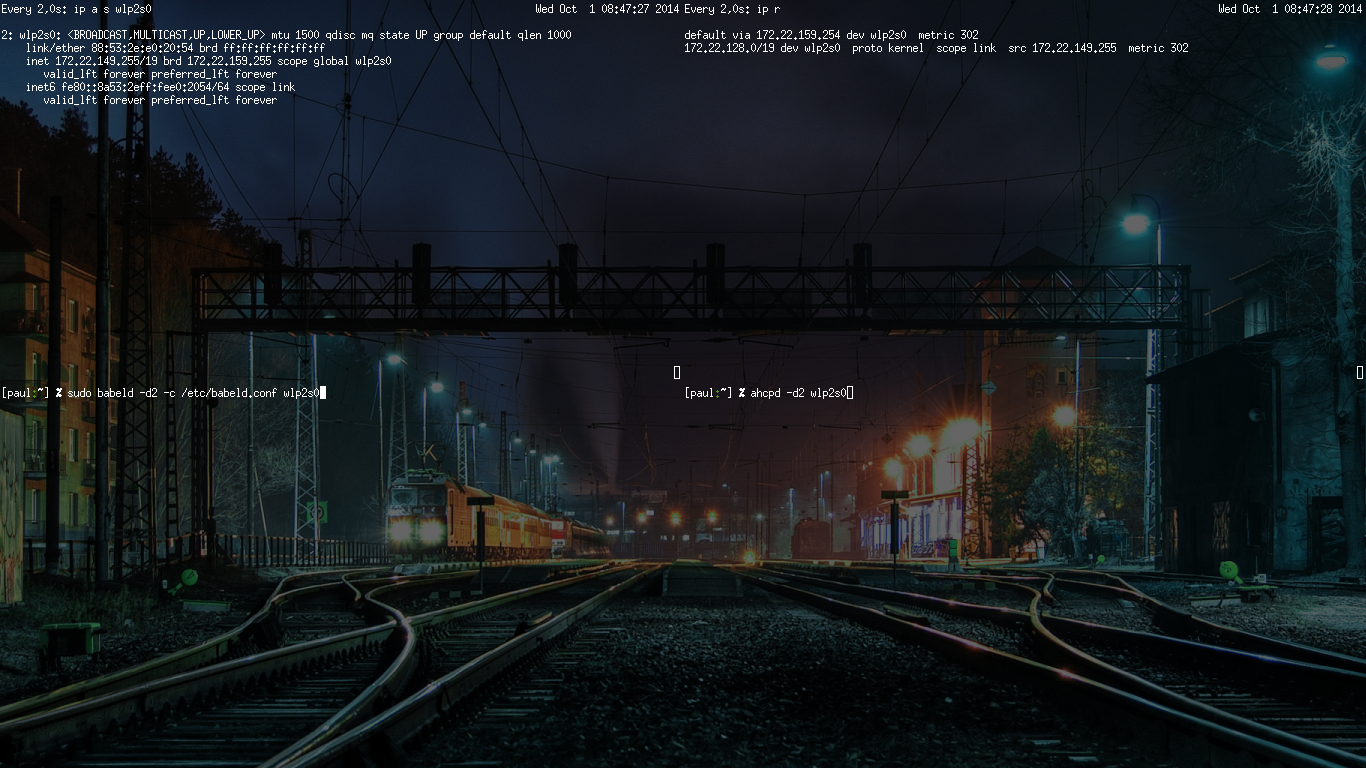 Every 2,0s: ip a s wlp2s0 Wed Oct 1 08:47:27 2014
2: wlp2s0: <BROADCAST,MULTICAST,UP,LOWER_UP> mtu 1500 qdisc mq state UP group default qlen 1000
link/ether 88:53:2e:e0:20:54 brd ff:ff:ff:ff:ff:ff
inet 172.22.149.255/19 brd 172.22.159.255 scope global wlp2s0
valid_lft forever preferred_lft forever
inet6 fe80::8a53:2eff:fee0:2054/64 scope link
valid_lft forever preferred_lft forever
Every 2,0s: ip r Wed Oct 1 08:47:28 2014
default via 172.22.159.254 dev wlp2s0 metric 302
172.22.128.0/19 dev wlp2s0 proto kernel scope link src 172.22.149.255 metric 302
[paul:~] % sudo babeld -d2 -c /etc/babeld.conf wlp2s0
[paul:~] % ahcpd -d2 wlp2s0